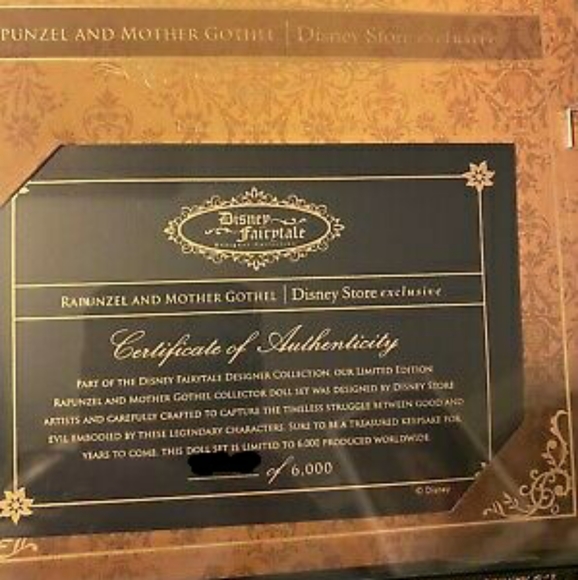 PUNZEL AND MOTHER GOTHEL | Disney Store exclusive
Disney
Fairytale
Designer Collection
RAPUNZEL AND MOTHER GOTHEL | Disney Store exclusive
Certificate of Authenticity
PART OF THE DISNEY FAIRYTALE DESIGNER COLLECTION, OUR LIMITED EDITION
RAPUNZEL AND MOTHER GOTHEL COLLECTOR DOLL SET WAS DESIGNED BY DISNEY STORE
ARTISTS AND CAREFULLY CRAFTED TO CAPTURE THE TIMELESS STRUGGLE BETWEEN GOOD AND
EVIL EMBODIED BY THESE LEGENDARY CHARACTERS. SURE TO BE A TREASURED KEEPSAKE FOR
YEARS TO COME, THIS DOLL SET IS LIMITED TO 6,000 PRODUCED WORLDWIDE.
of 6,000
© Disney